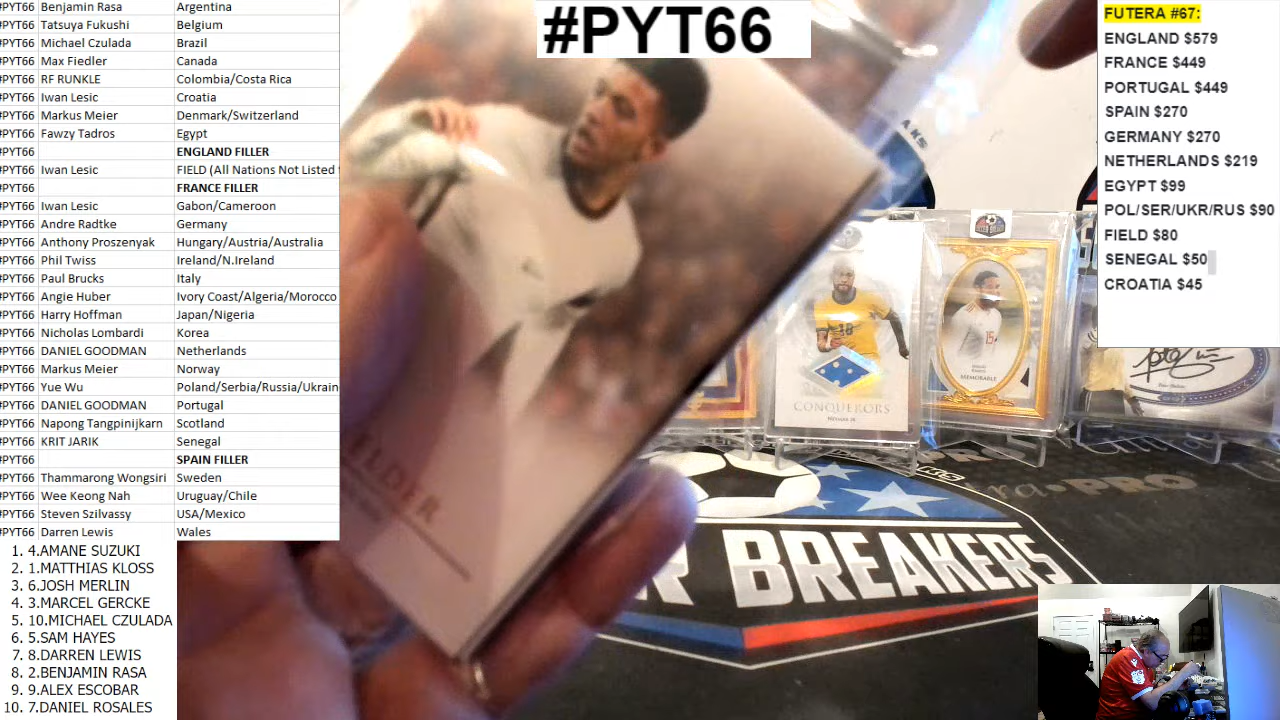 #PYT66 Benjamin Rasa Argentina
#PYT66 Tatsuya Fukushi Belgium
#PYT66 Michael Czulada Brazil
#PYT66 Max Fiedler Canada
#PYT66 RF RUNKLE Colombia/Costa Rica
#PYT66 Iwan Lesic Croatia
#PYT66 Markus Meier Denmark/Switzerland
#PYT66 Fawzy Tadros Egypt
#PYT66 ENGLAND FILLER
#PYT66 Iwan Lesic FIELD (All Nations Not Listed
#PYT66 FRANCE FILLER
#PYT66 Iwan Lesic Gabon/Cameroon
#PYT66 Andre Radtke Germany
#PYT66 Anthony Proszenyak Hungary/Austria/Australia
#PYT66 Phil Twiss Ireland/N.Ireland
#PYT66 Paul Brucks Italy
#PYT66 Angie Huber Ivory Coast/Algeria/Morocco
#PYT66 Harry Hoffman Japan/Nigeria
#PYT66 Nicholas Lombardi Korea
#PYT66 DANIEL GOODMAN Netherlands
#PYT66 Markus Meier Norway
#PYT66 Yue Wu Poland/Serbia/Russia/Ukrain
#PYT66 DANIEL GOODMAN Portugal
#PYT66 Napong Tangpinitkarn Scotland
#PYT66 KRIT JARIK Senegal
#PYT66 SPAIN FILLER
#PYT66 Thammarong Wongsiri Sweden
#PYT66 Wee Keong Nah Uruguay/Chile
#PYT66 Steven Szilvassy USA/Mexico
#PYT66 Darren Lewis Wales
1. 4.AMANE SUZUKI
2. 1.MATTHIAS KLOSS
3. 6.JOSH MERLIN
4. 3.MARCEL GERCKE
5. 10.MICHAEL CZULADA
6. 5.SAM HAYES
7. 8.DARREN LEWIS
8. 2.BENJAMIN RASA
9. 9.ALEX ESCOBAR
10. 7.DANIEL ROSALES
#PYT66
FUTERA #67:
ENGLAND $579
FRANCE $449
PORTUGAL $449
SPAIN $270
GERMANY $270
NETHERLANDS $219
EGYPT $99
POL/SER/UKR/RUS $90
FIELD $80
SENEGAL $50
CROATIA $45
10
CONQUERORS
NEYMAR JR
15
SERGIO RAMOS
MEMORABLE
ELDER
R BREAKERS
PRO